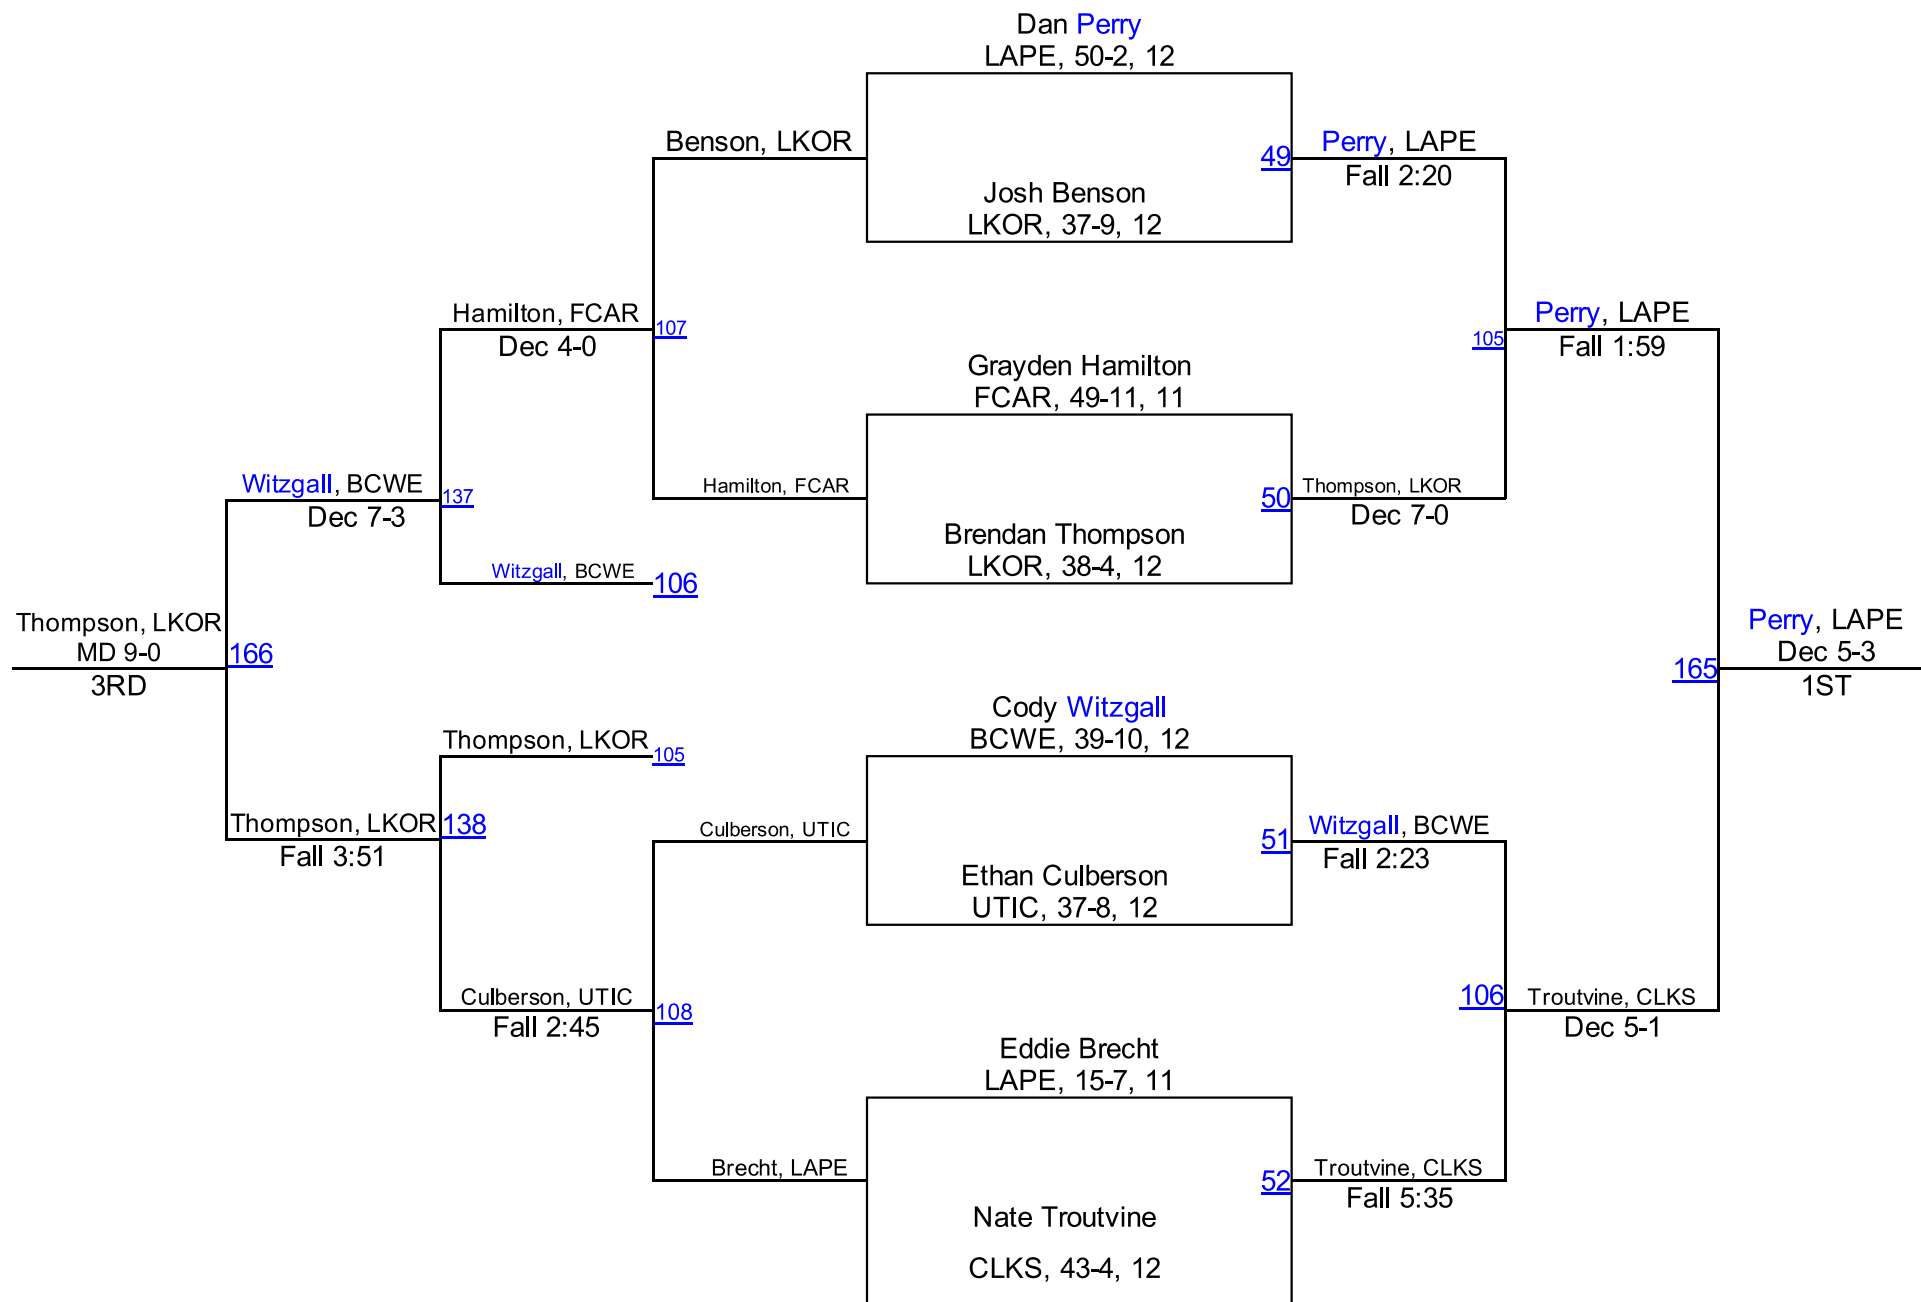 Dan Perry
LAPE, 50-2, 12
Benson, LKOR
49
Perry, LAPE
Fall 2:20
Josh Benson
LKOR, 37-9, 12
Hamilton, FCAR
Dec 4-0
107
105
Perry, LAPE
Fall 1:59
Grayden Hamilton
FCAR, 49-11, 11
Witzgall, BCWE
Dec 7-3
137
Hamilton, FCAR
50
Thompson, LKOR
Dec 7-0
Brendan Thompson
LKOR, 38-4, 12
Witzgall, BCWE
106
Thompson, LKOR
MD 9-0
3RD
166
165
Perry, LAPE
Dec 5-3
1ST
Cody Witzgall
BCWE, 39-10, 12
Thompson, LKOR
105
Thompson, LKOR
Fall 3:51
138
Culberson, UTIC
51
Witzgall, BCWE
Fall 2:23
Ethan Culberson
UTIC, 37-8, 12
Culberson, UTIC
Fall 2:45
108
106
Troutvine, CLKS
Dec 5-1
Eddie Brecht
LAPE, 15-7, 11
Brecht, LAPE
52
Troutvine, CLKS
Fall 5:35
Nate Troutvine
CLKS, 43-4, 12